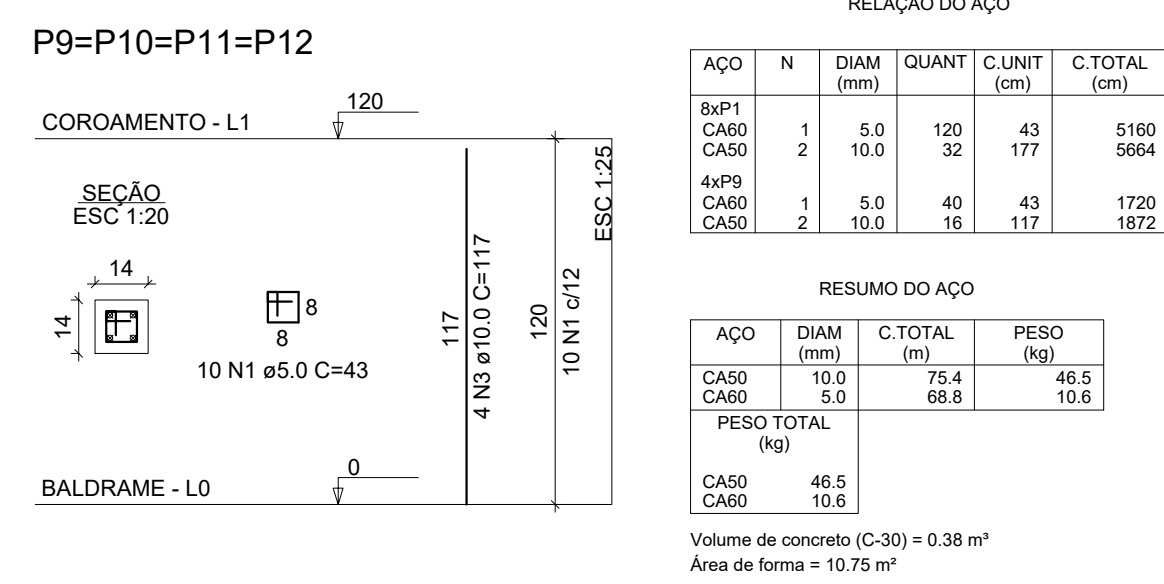 RELAÇÃO DO AÇO
P9=P10=P11=P12
COROAMENTO - L1
120
SEÇÃO
ESC 1:20
14
14
8
8
10 N1 ø5.0 C=43
117
4 N3 ø10.0 C=117
120
10 N1 c/12
ESC 1:25
BALDRAME - L0
0
AÇO N DIAM QUANT C.UNIT C.TOTAL
(mm) (cm) (cm)
8xP1
CA60 1 5.0 120 43 5160
CA50 2 10.0 32 177 5664
4xP9
CA60 1 5.0 40 43 1720
CA50 2 10.0 16 117 1872
RESUMO DO AÇO
AÇO DIAM C.TOTAL PESO
(mm) (m) (kg)
CA50 10.0 75.4 46.5
CA60 5.0 68.8 10.6
PESO TOTAL
(kg)
CA50 46.5
CA60 10.6
Volume de concreto (C-30) = 0.38 m³
Área de forma = 10.75 m²